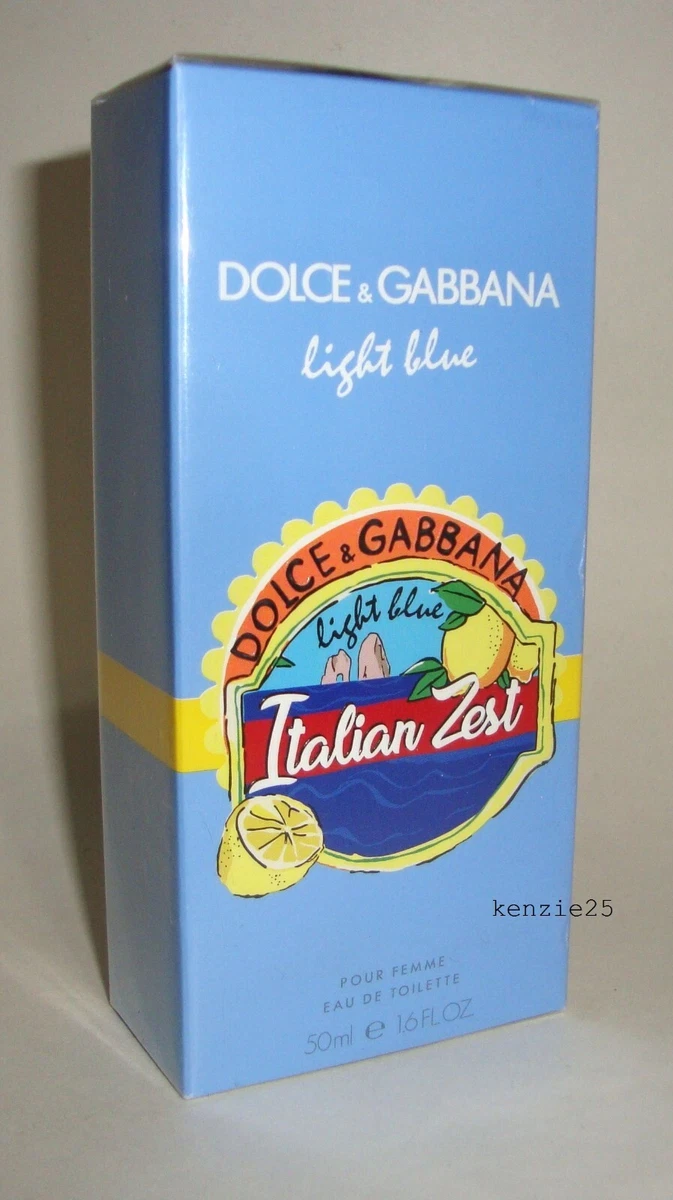 DOLCE & GABBANA
light blue
DOLCE & GABBANA
light blue
Italian Zest
kenzie25
POUR FEMME
EAU DE TOILETTE
50ml e 1.6 FL OZ